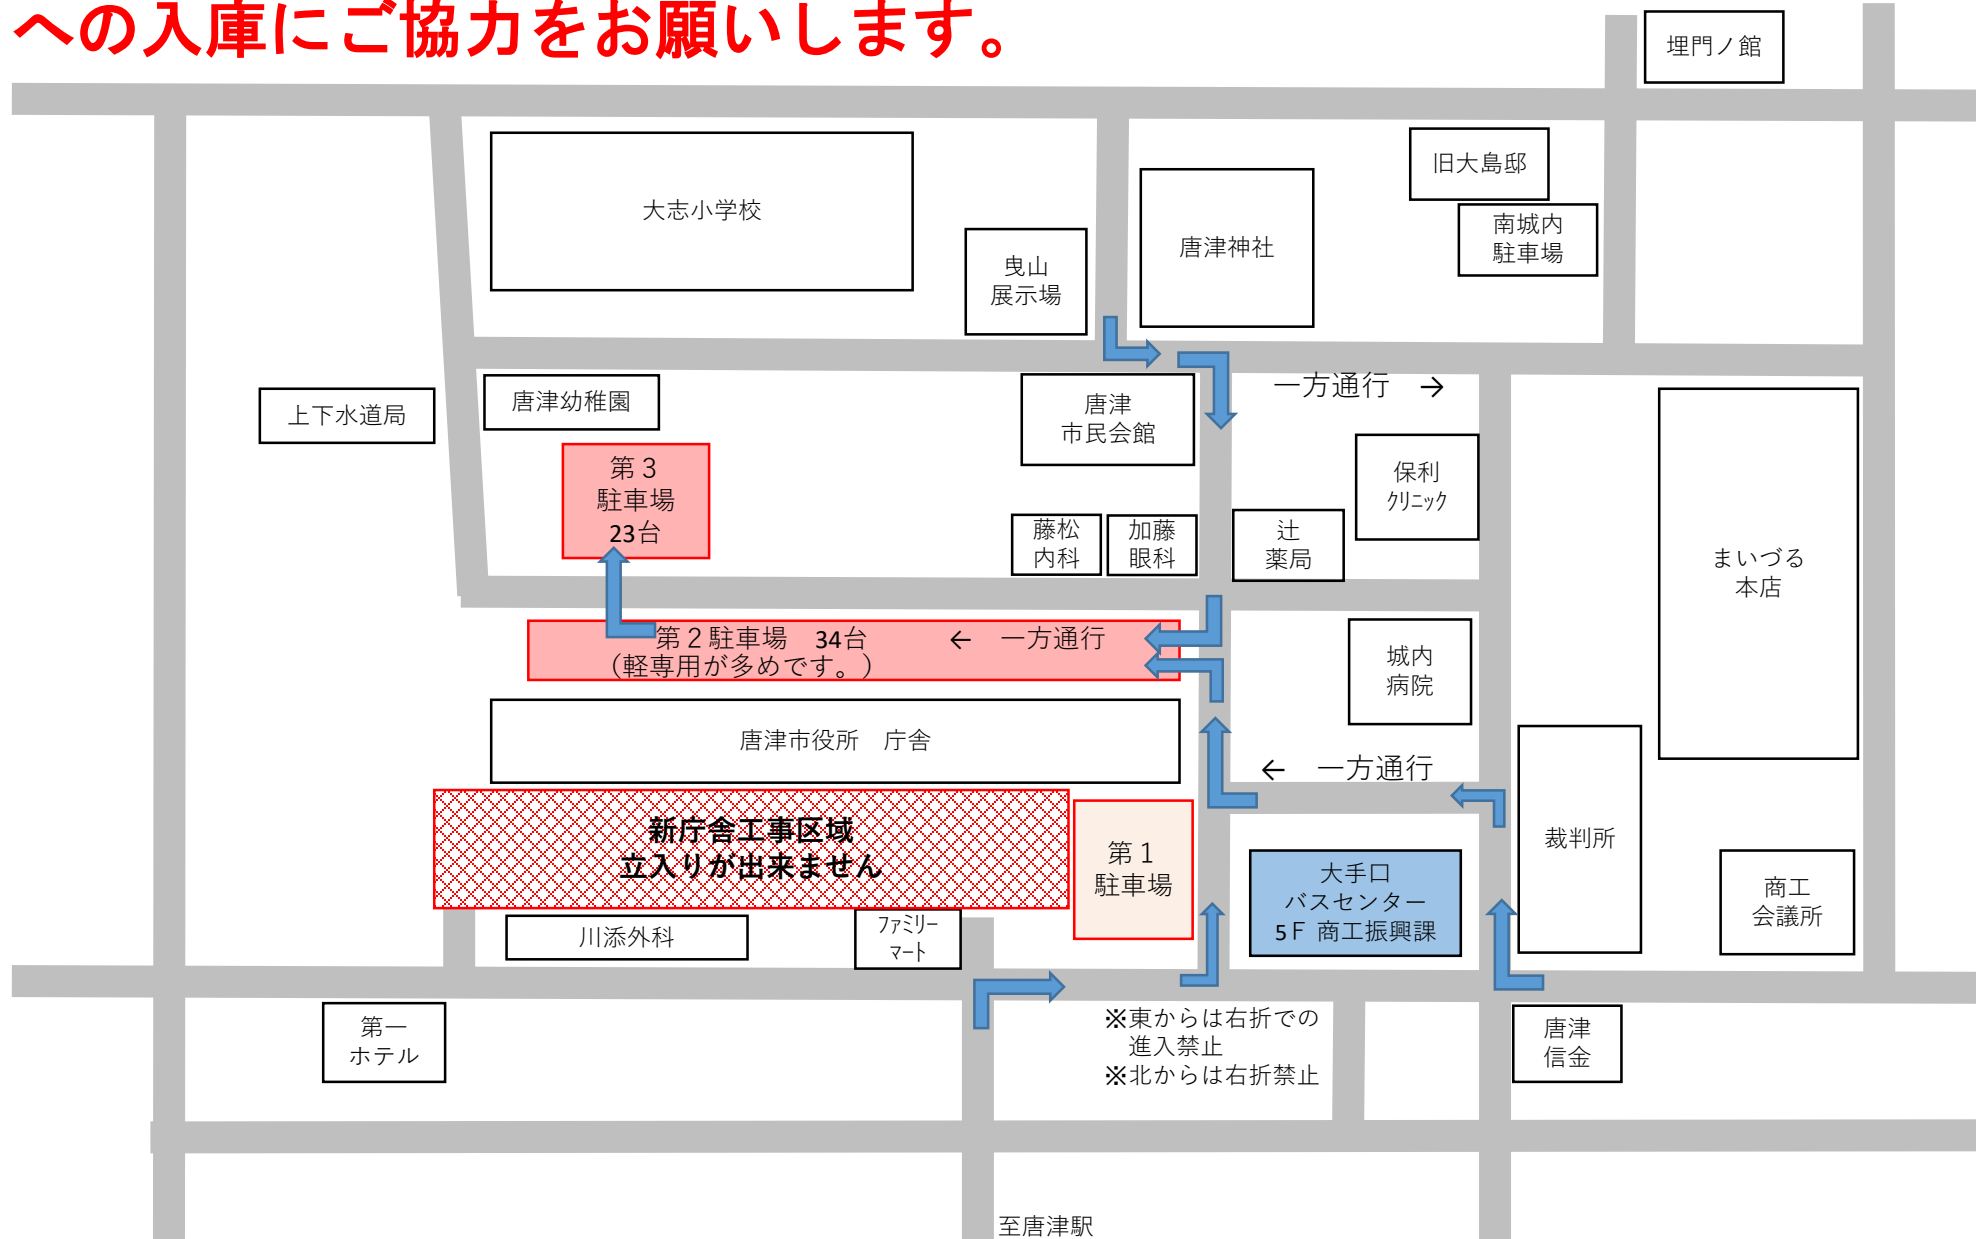 への入庫にご協力をお願いします。
埋門ノ館
大志小学校
旧大島邸
南城内
駐車場
唐津神社
曳山
展示場
一方通行　→
上下水道局
唐津幼稚園
唐津
市民会館
第３
駐車場
23台
保利
ｸﾘﾆｯｸ
藤松
内科
加藤
眼科
辻
薬局
まいづる
本店
第２駐車場　34台　　　←　一方通行
（軽専用が多めです。）
城内
病院
唐津市役所　庁舎
←　一方通行
新庁舎工事区域
立入りが出来ません
第１
駐車場
大手口
バスセンター
5Ｆ 商工振興課
裁判所
商工
会議所
川添外科
ﾌｧﾐﾘｰ
ﾏｰﾄ
第一
ホテル
※東からは右折での
進入禁止
※北からは右折禁止
唐津
信金
至唐津駅